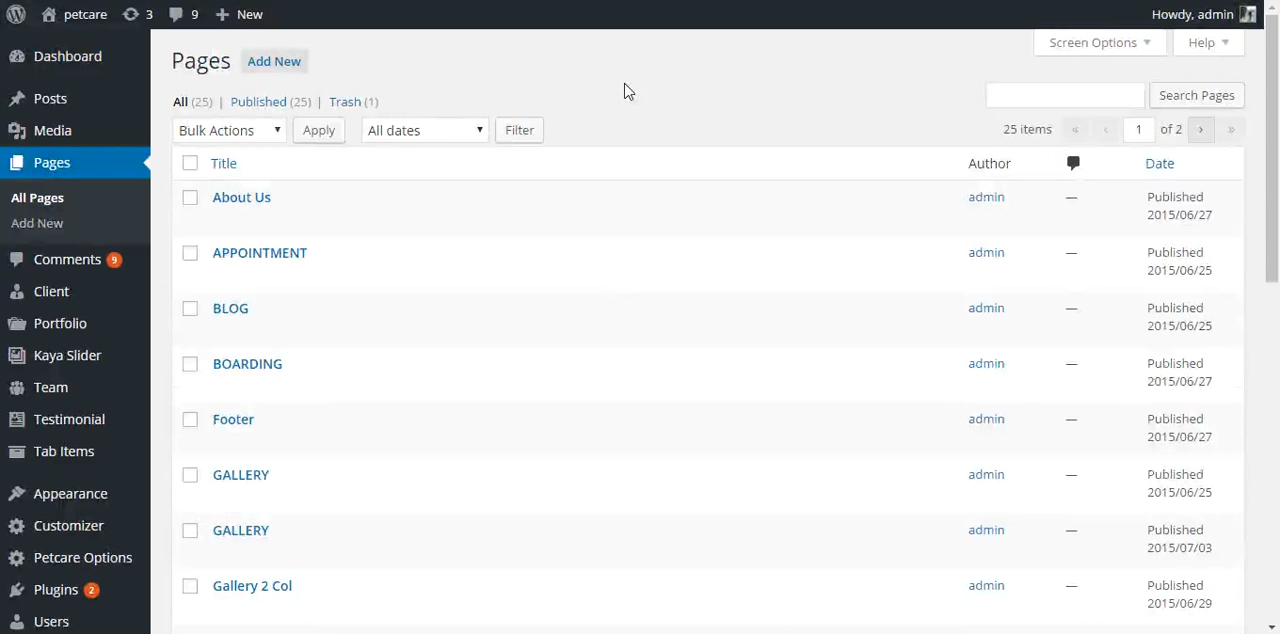 petcare 3 9 New Howdy, admin
Dashboard
Posts
Media
Pages
All Pages
Add New
Comments 9
Client
Portfolio
Kaya Slider
Team
Testimonial
Tab Items
Appearance
Customizer
Petcare Options
Plugins 2
Users
Screen Options Help
Pages Add New
All (25) | Published (25) | Trash (1)
Search Pages
Bulk Actions Apply All dates Filter
25 items « ‹ 1 of 2 › »
Title Author Date
About Us admin — Published
2015/06/27
APPOINTMENT admin — Published
2015/06/25
BLOG admin — Published
2015/06/25
BOARDING admin — Published
2015/06/27
Footer admin — Published
2015/06/27
GALLERY admin — Published
2015/06/25
GALLERY admin — Published
2015/07/03
Gallery 2 Col admin — Published
2015/06/29